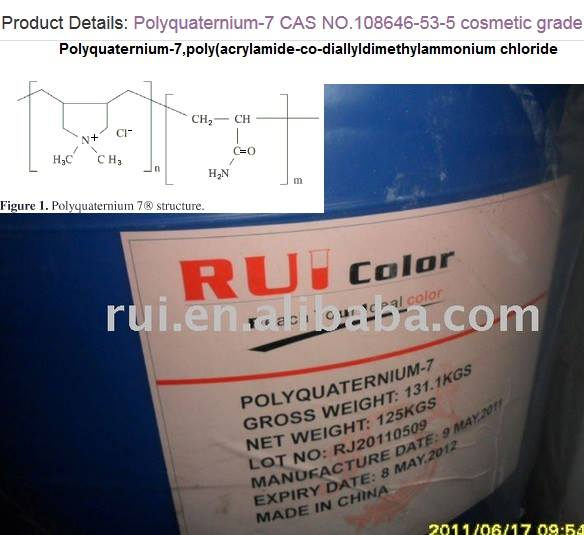 Product Details: Polyquaternium-7 CAS NO.108646-53-5 cosmetic grade
Polyquaternium-7,poly(acrylamide-co-diallyldimethylammonium chloride
CH₂ — CH
N+ Cl⁻
C=O
H₃C CH₃
H₂N
n
m
Figure 1. Polyquaternium 7® structure.
RUI Color
Reach Your Ideal color
rui.en.alibaba.com
POLYQUATERNIUM-7
GROSS WEIGHT: 131.1KGS
NET WEIGHT: 125KGS
LOT NO: RJ20110509
MANUFACTURE DATE: 9 MAY,2011
EXPIRY DATE: 8 MAY,2012
MADE IN CHINA
2011/06/17 09:54